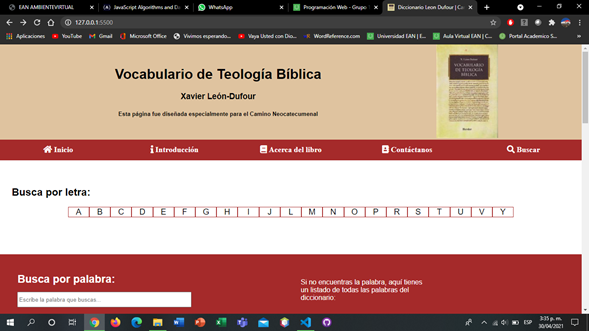 EAN AMBIENTEVIRTUAL
JavaScript Algorithms and Da
WhatsApp
Programación Web - Grupo
Diccionario Leon Dufour | Ca
127.0.0.1:5500
Aplicaciones
YouTube
Gmail
Microsoft Office
Vivimos esperando...
Vaya Usted con Dio...
WordReference.com
Universidad EAN | E...
Aula Virtual EAN | C...
Portal Academico S...
Vocabulario de Teología Bíblica
Xavier León-Dufour
Esta página fue diseñada especialmente para el Camino Neocatecumenal
VOCABULARIO
DE TEOLOGÍA
BÍBLICA
Inicio
Introducción
Acerca del libro
Contáctanos
Buscar
Busca por letra:
A B C D E F G H I J L M N O P R S T U V Y
Busca por palabra:
Escribe la palabra que buscas...
Si no encuentras la palabra, aquí tienes
un listado de todas las palabras del
diccionario:
ESP
3:35 p. m.
30/04/2021